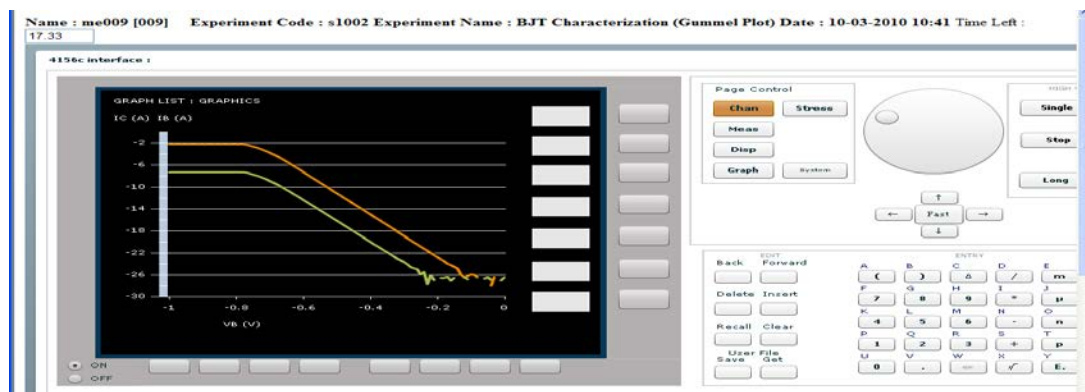 Name : me009 [009] Experiment Code : s1002 Experiment Name : BJT Characterization (Gummel Plot) Date : 10-03-2010 10:41 Time Left :
17.33
4156c interface :
GRAPH LIST : GRAPHICS
IC (A) IB (A)
-2
-6
-10
-14
-18
-22
-26
-30
-1 -0.8 -0.6 -0.4 -0.2 0
VB (V)
ON
OFF
Page Control
Chan Stress
Meas
Disp
Graph System
Single
Stop
Long
↑
← Fast →
↓
EDIT
Back Forward
Delete Insert
Recall Clear
User File
Save Get
ENTRY
A B C D E
( ) Δ / m
F G H I J
7 8 9 * μ
K L M N O
4 5 6 - n
P Q R S T
1 2 3 + p
U V W X Y
0 . √ E.